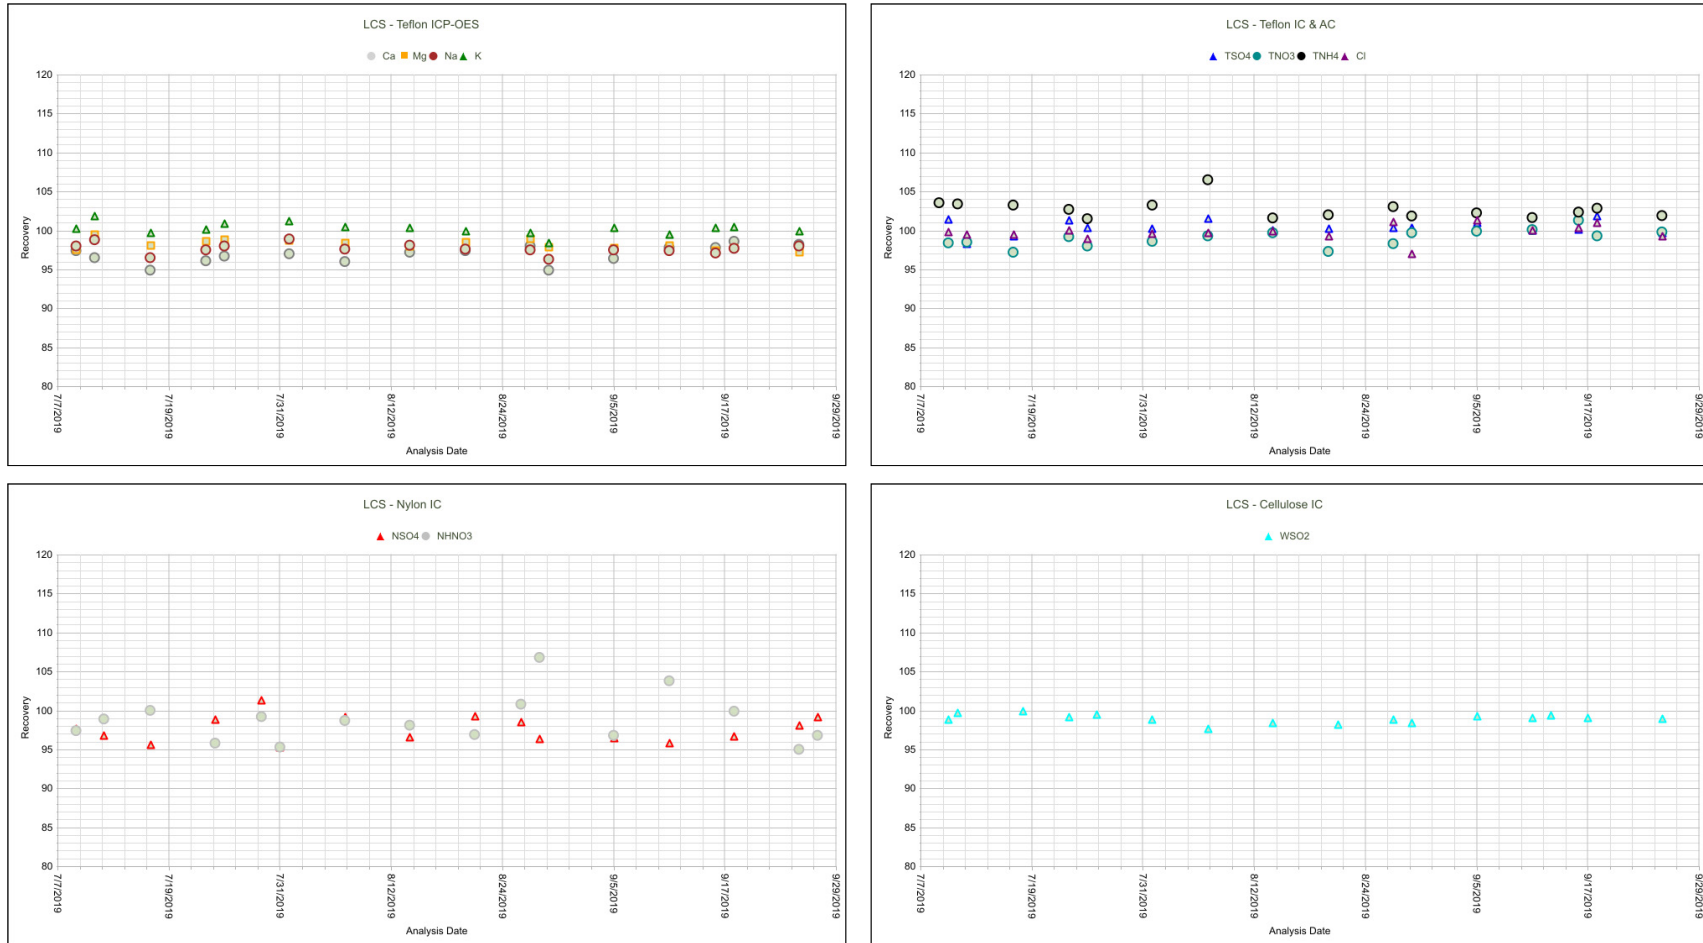 LCS - Teflon ICP-OES
Ca Mg Na K
120
115
110
105
100
95
90
85
80
Recovery
7/7/2019 7/19/2019 7/31/2019 8/12/2019 8/24/2019 9/5/2019 9/17/2019 9/29/2019
Analysis Date
LCS - Teflon IC & AC
TSO4 TNO3 TNH4 Cl
120
115
110
105
100
95
90
85
80
Recovery
7/7/2019 7/19/2019 7/31/2019 8/12/2019 8/24/2019 9/5/2019 9/17/2019 9/29/2019
Analysis Date
LCS - Nylon IC
NSO4 NHNO3
120
115
110
105
100
95
90
85
80
Recovery
7/7/2019 7/19/2019 7/31/2019 8/12/2019 8/24/2019 9/5/2019 9/17/2019 9/29/2019
Analysis Date
LCS - Cellulose IC
WSO2
120
115
110
105
100
95
90
85
80
Recovery
7/7/2019 7/19/2019 7/31/2019 8/12/2019 8/24/2019 9/5/2019 9/17/2019 9/29/2019
Analysis Date